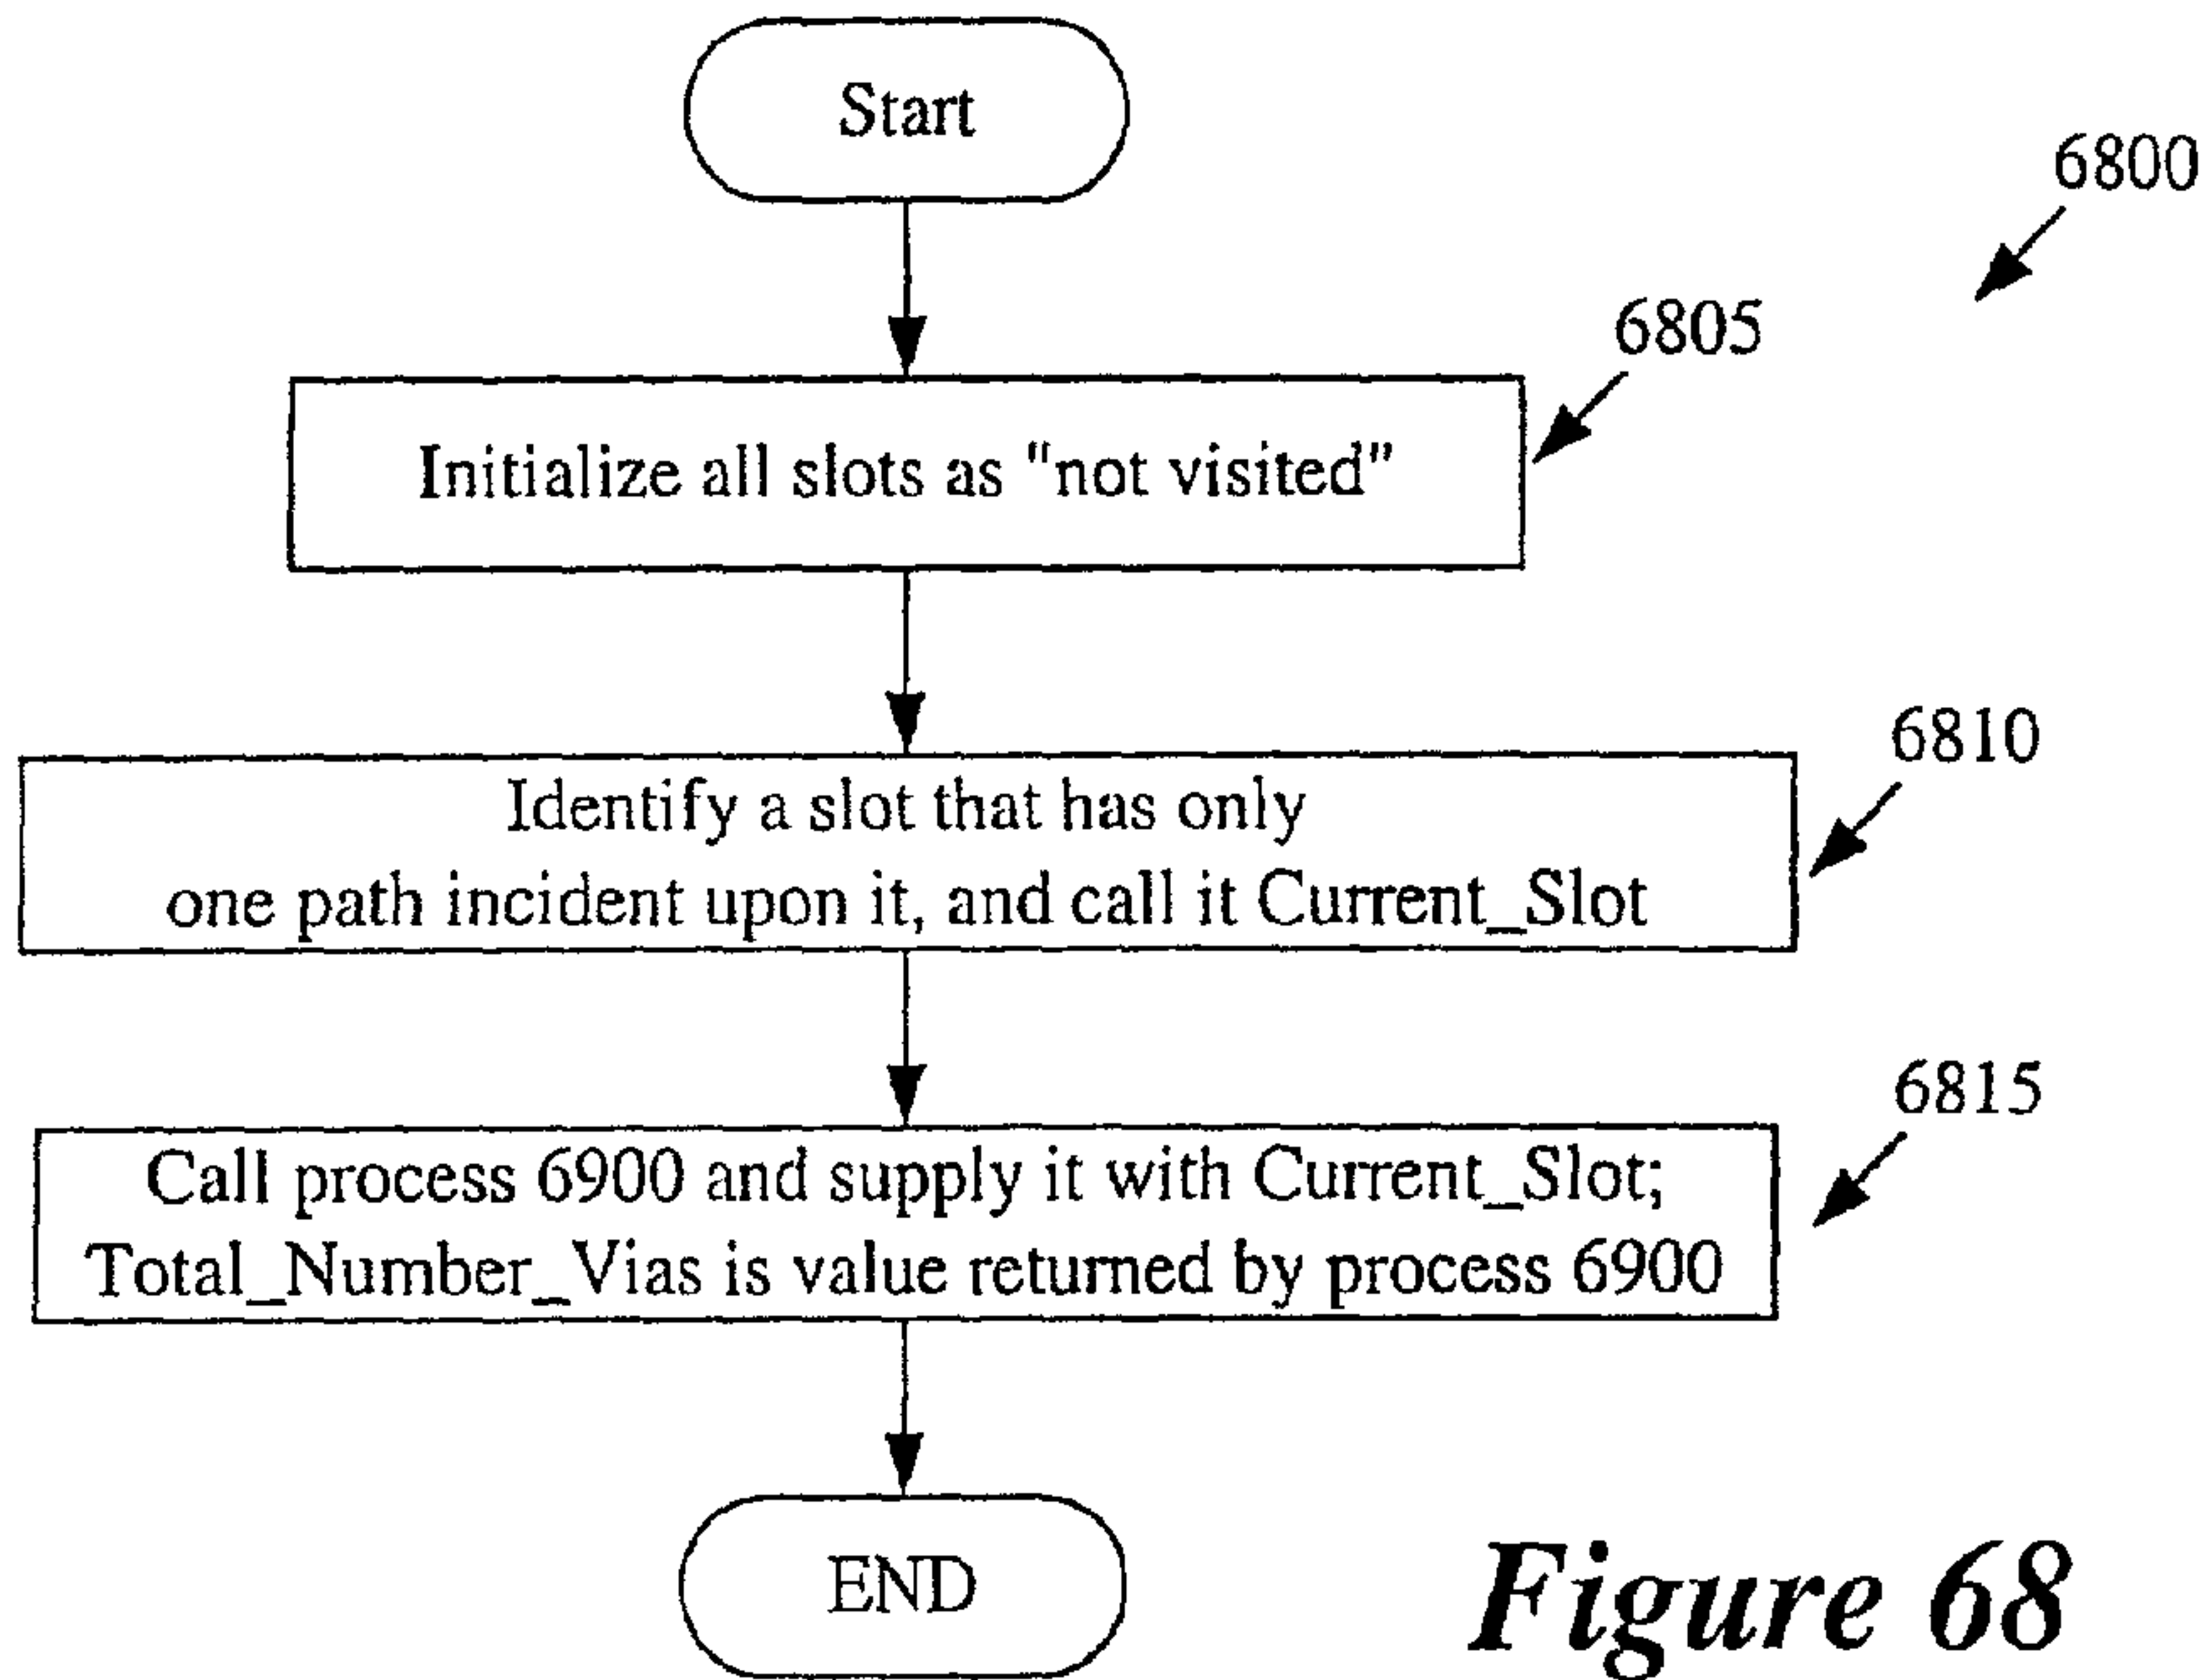 Start
6800
6805
Initialize all slots as "not visited"
6810
Identify a slot that has only
one path incident upon it, and call it Current_Slot
6815
Call process 6900 and supply it with Current_Slot;
Total_Number_Vias is value returned by process 6900
END
Figure 68